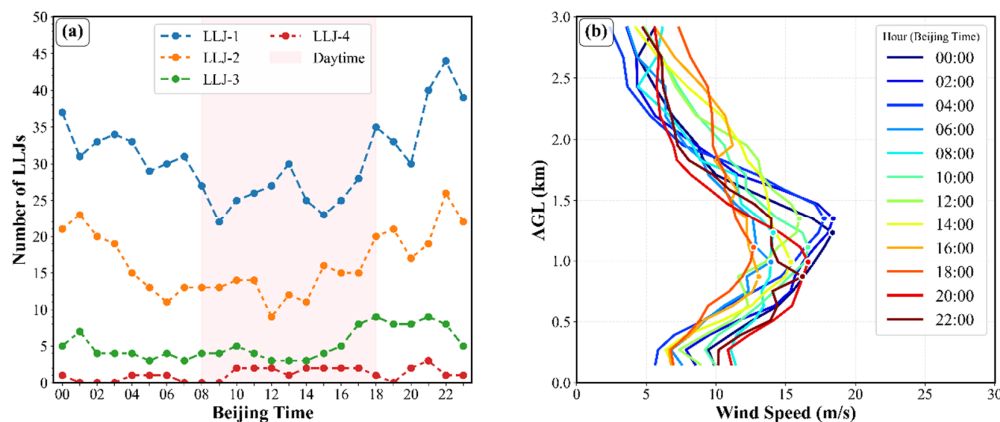 (a)
LLJ-1
LLJ-2
LLJ-3
LLJ-4
Daytime
50
45
40
35
30
25
20
15
10
5
0
Number of LLJs
00 02 04 06 08 10 12 14 16 18 20 22
Beijing Time
(b)
Hour (Beijing Time)
00:00
02:00
04:00
06:00
08:00
10:00
12:00
14:00
16:00
18:00
20:00
22:00
3.0
2.5
2.0
1.5
1.0
0.5
0.0
AGL (km)
0 5 10 15 20 25 30
Wind Speed (m/s)